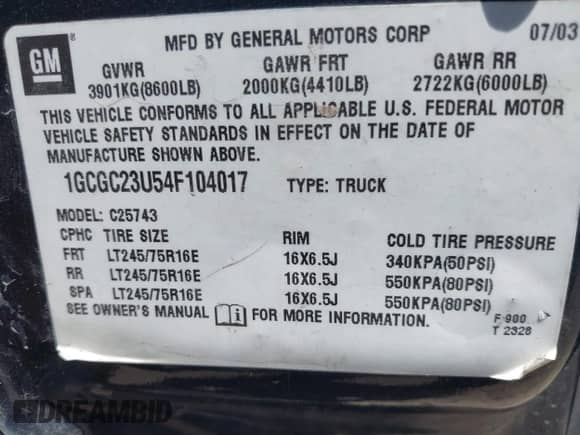 GM ®
MFD BY GENERAL MOTORS CORP 07/03
GVWR GAWR FRT GAWR RR
3901KG(8600LB) 2000KG(4410LB) 2722KG(6000LB)
THIS VEHICLE CONFORMS TO ALL APPLICABLE U.S. FEDERAL MOTOR
VEHICLE SAFETY STANDARDS IN EFFECT ON THE DATE OF
MANUFACTURE SHOWN ABOVE.
1GCGC23U54F104017 TYPE: TRUCK
MODEL: C25743
CPHC TIRE SIZE RIM COLD TIRE PRESSURE
FRT LT245/75R16E 16X6.5J 340KPA(50PSI)
RR LT245/75R16E 16X6.5J 550KPA(80PSI)
SPA LT245/75R16E 16X6.5J 550KPA(80PSI)
SEE OWNER'S MANUAL i FOR MORE INFORMATION.
F 900
T 2328
DREAMBID